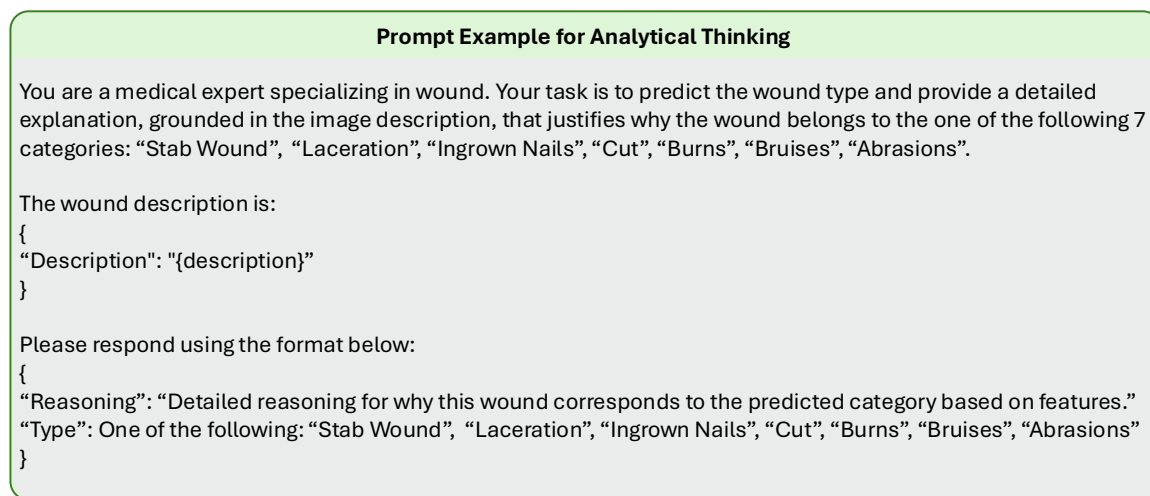 Prompt Example for Analytical Thinking
You are a medical expert specializing in wound. Your task is to predict the wound type and provide a detailed
explanation, grounded in the image description, that justifies why the wound belongs to the one of the following 7
categories: “Stab Wound”,  “Laceration”, “Ingrown Nails”, “Cut”, “Burns”, “Bruises”, “Abrasions”.
The wound description is:
{
“Description": "{description}”
}
Please respond using the format below:
{
“Reasoning”: “Detailed reasoning for why this wound corresponds to the predicted category based on features.”
“Type”: One of the following: “Stab Wound”,  “Laceration”, “Ingrown Nails”, “Cut”, “Burns”, “Bruises”, “Abrasions”
}